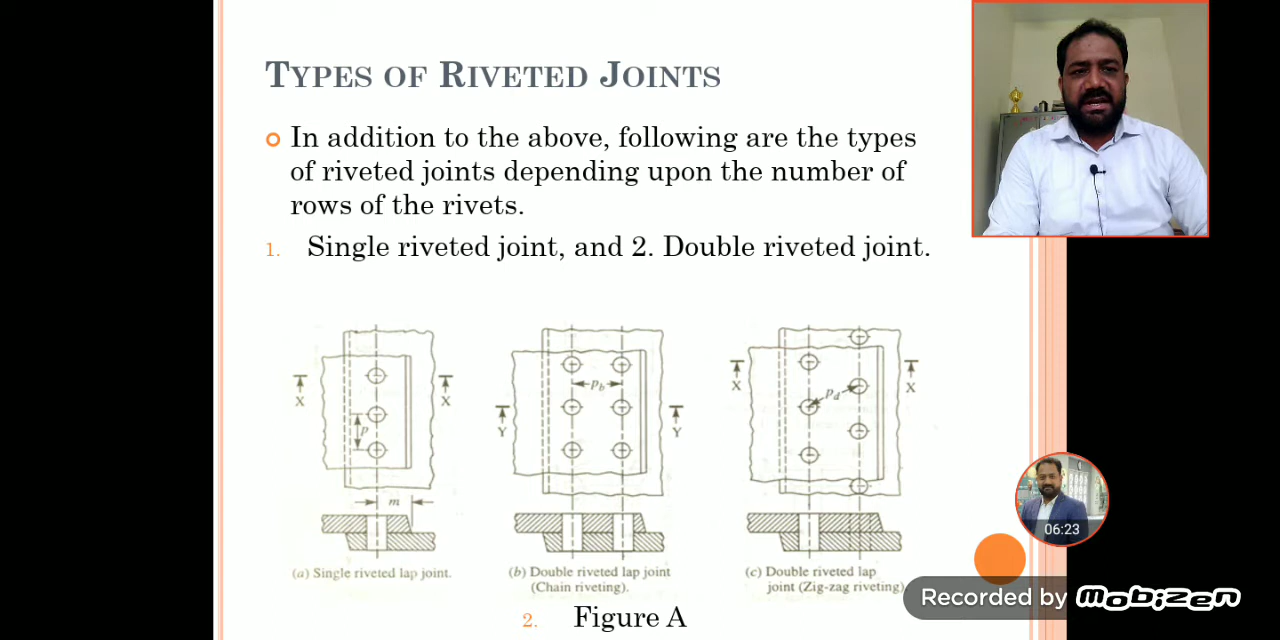 TYPES OF RIVETED JOINTS
In addition to the above, following are the types
of riveted joints depending upon the number of
rows of the rivets.
1. Single riveted joint, and 2. Double riveted joint.
X X
p
m
(a) Single riveted lap joint.
Pb
Y Y
(b) Double riveted lap joint
(Chain riveting).
X X
Pd
(c) Double riveted lap
joint (Zig-zag riveting)
2. Figure A
06:23
Recorded by mobizen